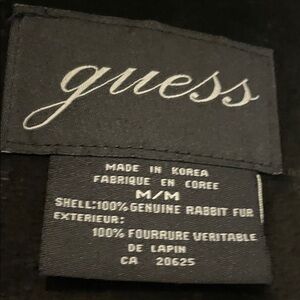 guess
MADE IN KOREA
FABRIQUE EN COREE
M/M
SHELL:100% GENUINE RABBIT FUR
EXTERIEUR:
100% FOURRURE VERITABLE
DE LAPIN
CA 20625